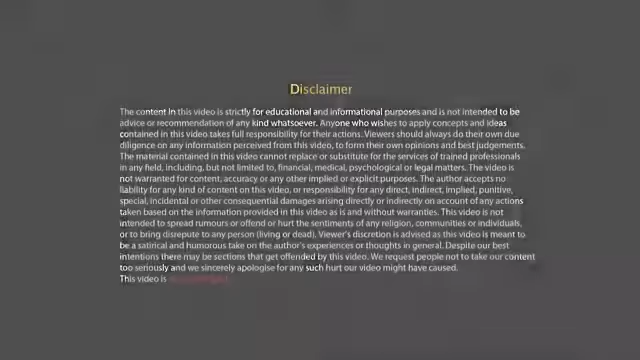 Disclaimer
The content In this video is strictly for educational and informational purposes and is not intended to be
advice or recommendation of any kind whatsoever. Anyone who wishes to apply concepts and ideas
contained in this video takes full responsibility for their actions. Viewers should always do their own due
diligence on any information perceived from this video, to form their own opinions and best judgements.
The material contained in this video cannot replace or substitute for the services of trained professionals
in any field, including, but not limited to, financial, medical, psychological or legal matters. The video is
not warranted for content, accuracy or any other implied or explicit purposes. The author accepts no
liability for any kind of content on this video, or responsibility for any direct, indirect, implied, punitive,
special, incidental or other consequential damages arising directly or indirectly on account of any actions
taken based on the information provided in this video as is and without warranties. This video is not
intended to spread rumours or offend or hurt the sentiments of any religion, communities or individuals,
or to bring disrepute to any person (living or dead). Viewer's discretion is advised as this video is meant to
be a satirical and humorous take on the author's experiences or thoughts in general. Despite our best
intentions there may be sections that get offended by this video. We request people not to take our content
too seriously and we sincerely apologise for any such hurt our video might have caused.
This video is